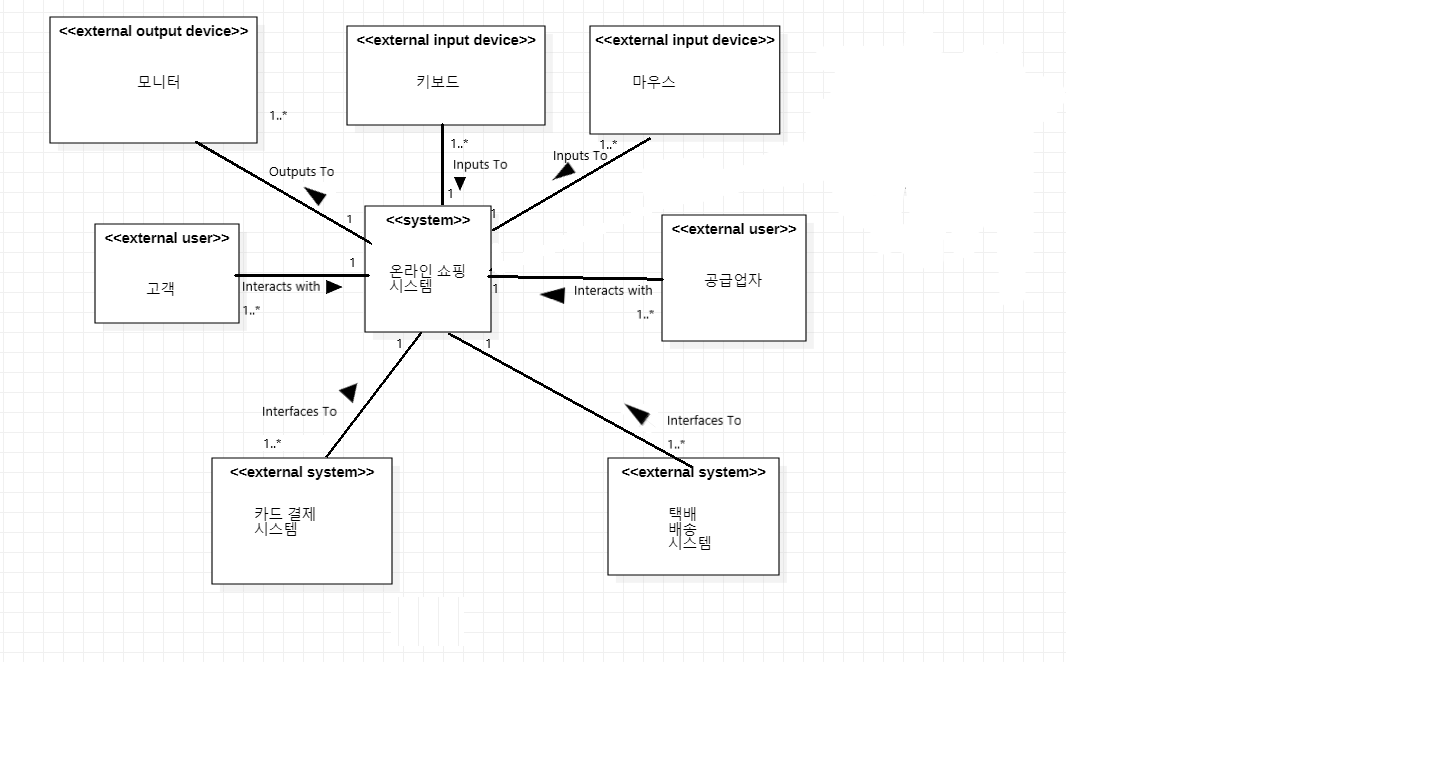 <<external output device>>
모니터
1..*
<<external input device>>
키보드
<<external input device>>
마우스
Outputs To
1
1..*
Inputs To
1
1..*
Inputs To
1
<<external user>>
고객
1
Interacts with
1..*
<<system>>
온라인 쇼핑
시스템
1
Interacts with
1..*
<<external user>>
공급업자
1
Interfaces To
1..*
<<external system>>
카드 결제
시스템
1
Interfaces To
1..*
<<external system>>
택배
배송
시스템